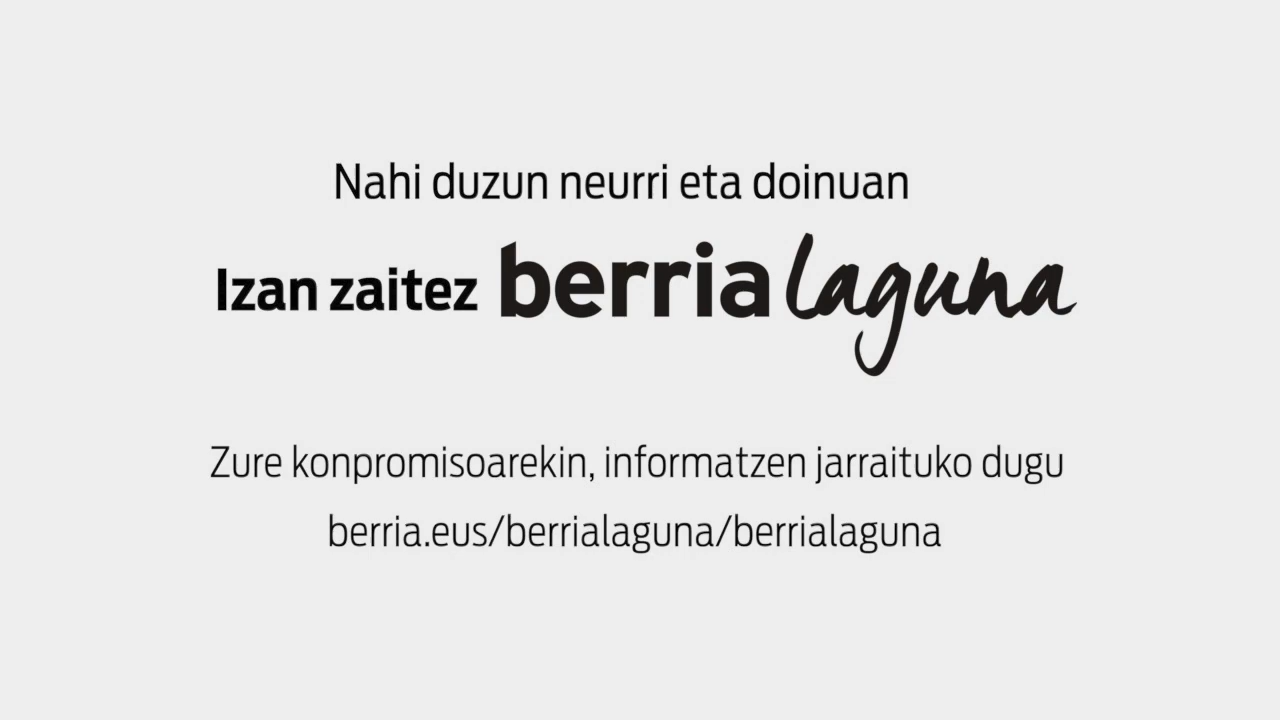 Nahi duzun neurri eta doinuan
Izan zaitez berria laguna
Zure konpromisoarekin, informatzen jarraituko dugu
berria.eus/berrialaguna/berrialaguna